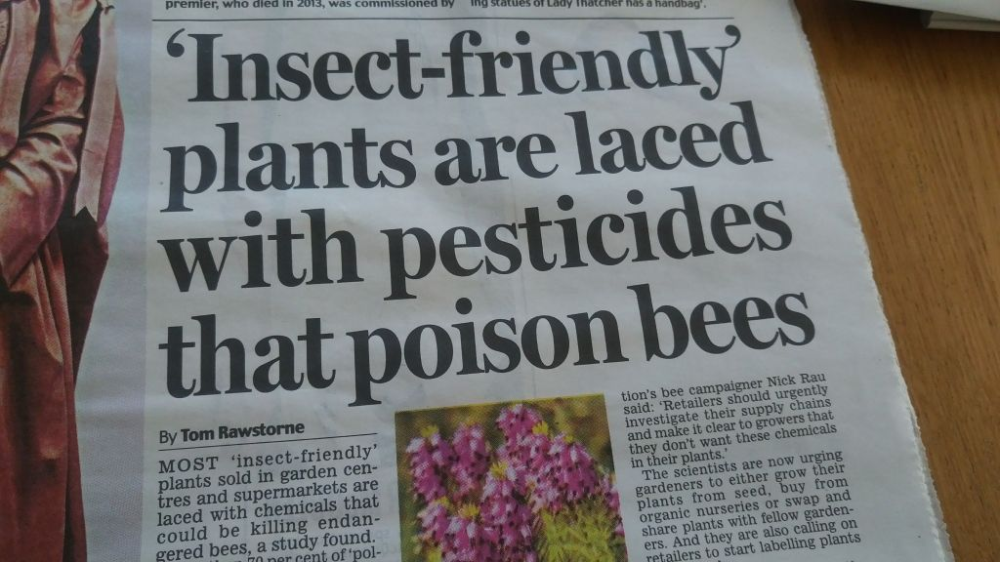 premier, who died in 2013, was commissioned by
ing statues of Lady Thatcher has a handbag'.
'Insect-friendly'
plants are laced
with pesticides
that poison bees
By Tom Rawstorne
MOST 'insect-friendly'
plants sold in garden cen-
tres and supermarkets are
laced with chemicals that
could be killing endan-
gered bees, a study found.
70 per cent of 'pol-
tion's bee campaigner Nick Rau
said: 'Retailers should urgently
investigate their supply chains
and make it clear to growers that
they don't want these chemicals
in their plants.'
The scientists are now urging
gardeners to either grow their
plants from seed, buy from
organic nurseries or swap and
share plants with fellow garden-
ers. And they are also calling on
retailers to start labelling plants